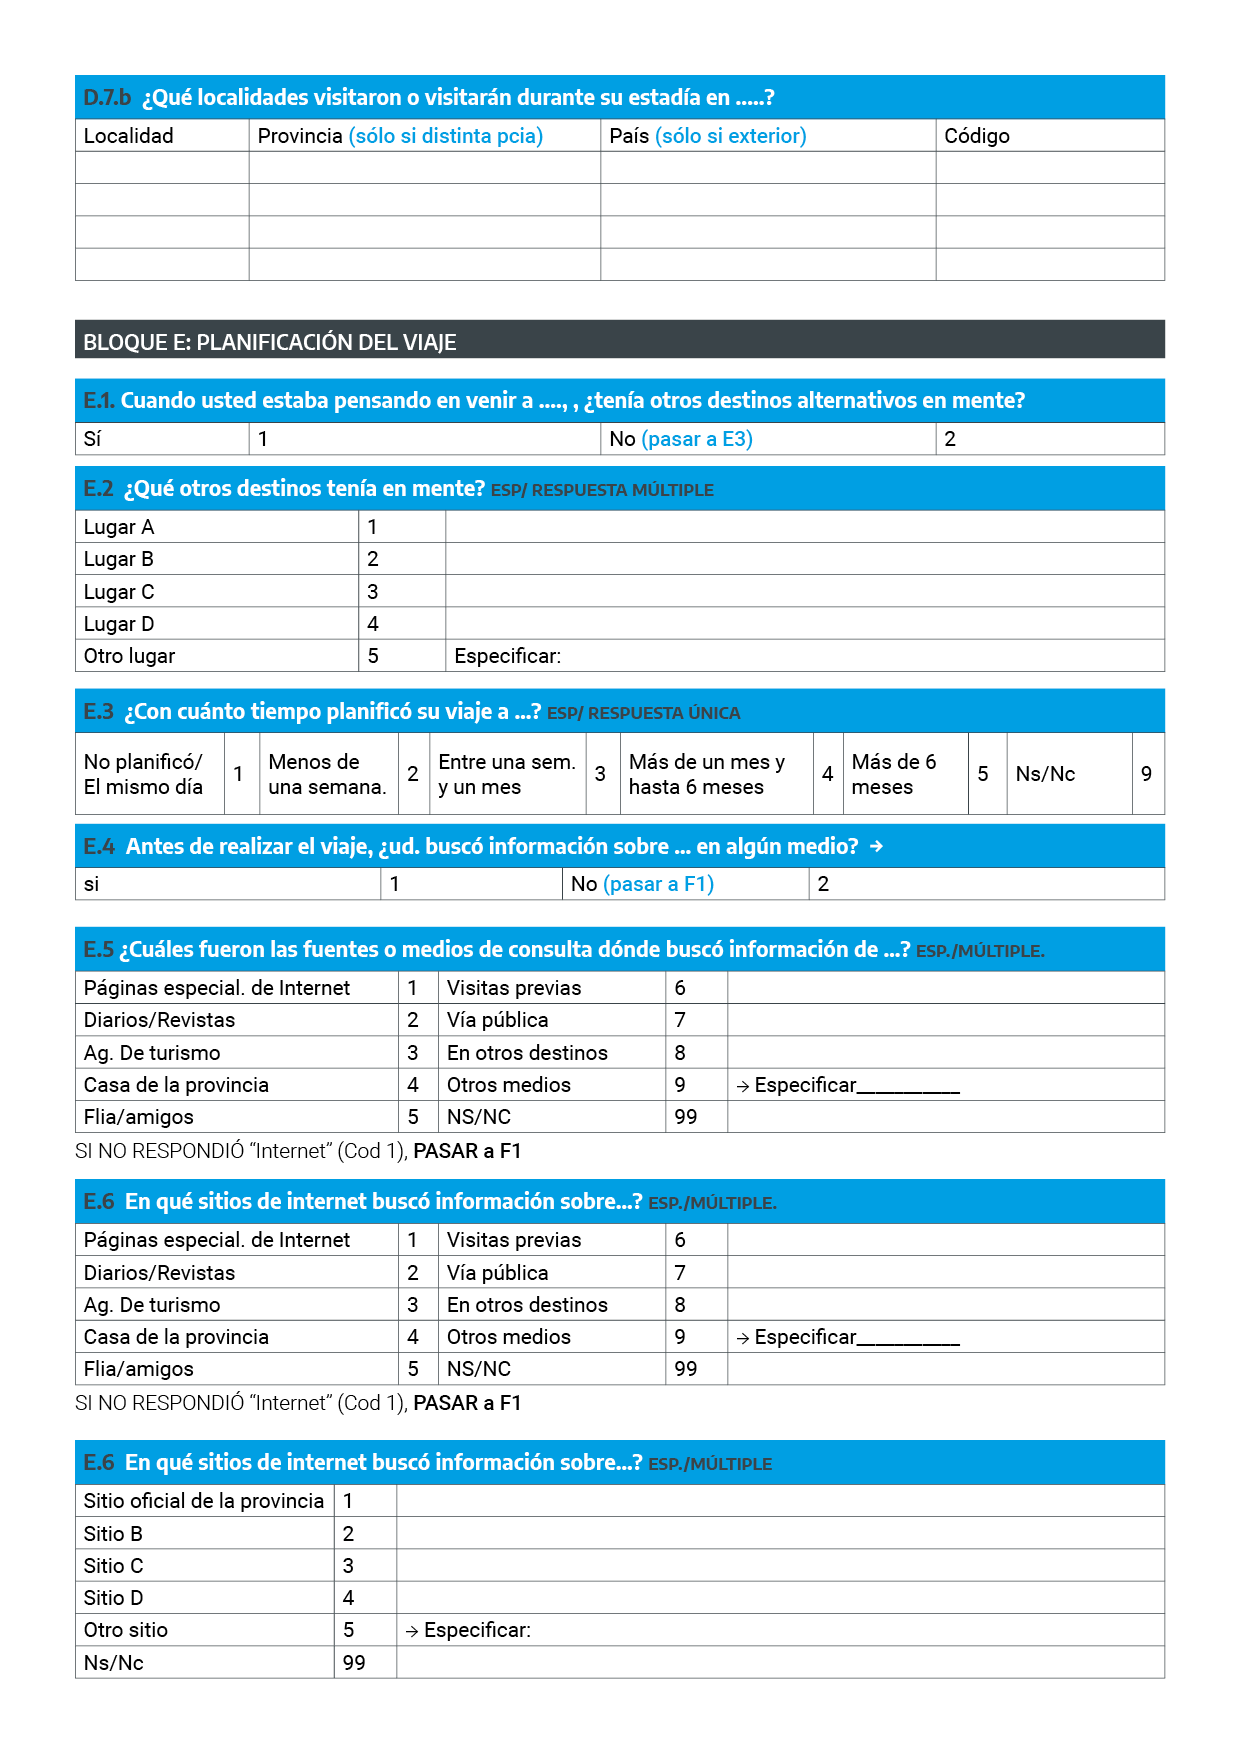 D.7.b ¿Qué localidades visitaron o visitarán durante su estadía en .....?
Localidad Provincia (sólo si distinta pcia) País (sólo si exterior) Código
BLOQUE E: PLANIFICACIÓN DEL VIAJE
E.1. Cuando usted estaba pensando en venir a ...., , ¿tenía otros destinos alternativos en mente?
Sí 1 No (pasar a E3) 2
E.2 ¿Qué otros destinos tenía en mente? ESP/ RESPUESTA MÚLTIPLE
Lugar A 1
Lugar B 2
Lugar C 3
Lugar D 4
Otro lugar 5 Especificar:
E.3 ¿Con cuánto tiempo planificó su viaje a ...? ESP/ RESPUESTA ÚNICA
No planificó/ El mismo día 1 Menos de una semana. 2 Entre una sem. y un mes 3 Más de un mes y hasta 6 meses 4 Más de 6 meses 5 Ns/Nc 9
E.4 Antes de realizar el viaje, ¿ud. buscó información sobre ... en algún medio? →
si 1 No (pasar a F1) 2
E.5 ¿Cuáles fueron las fuentes o medios de consulta dónde buscó información de ...? ESP./MÚLTIPLE.
Páginas especial. de Internet 1 Visitas previas 6
Diarios/Revistas 2 Vía pública 7
Ag. De turismo 3 En otros destinos 8
Casa de la provincia 4 Otros medios 9 → Especificar__________
Flia/amigos 5 NS/NC 99
SI NO RESPONDIÓ “Internet” (Cod 1), PASAR a F1
E.6 En qué sitios de internet buscó información sobre...? ESP./MÚLTIPLE.
Páginas especial. de Internet 1 Visitas previas 6
Diarios/Revistas 2 Vía pública 7
Ag. De turismo 3 En otros destinos 8
Casa de la provincia 4 Otros medios 9 → Especificar__________
Flia/amigos 5 NS/NC 99
SI NO RESPONDIÓ “Internet” (Cod 1), PASAR a F1
E.6 En qué sitios de internet buscó información sobre...? ESP./MÚLTIPLE
Sitio oficial de la provincia 1
Sitio B 2
Sitio C 3
Sitio D 4
Otro sitio 5 → Especificar:
Ns/Nc 99